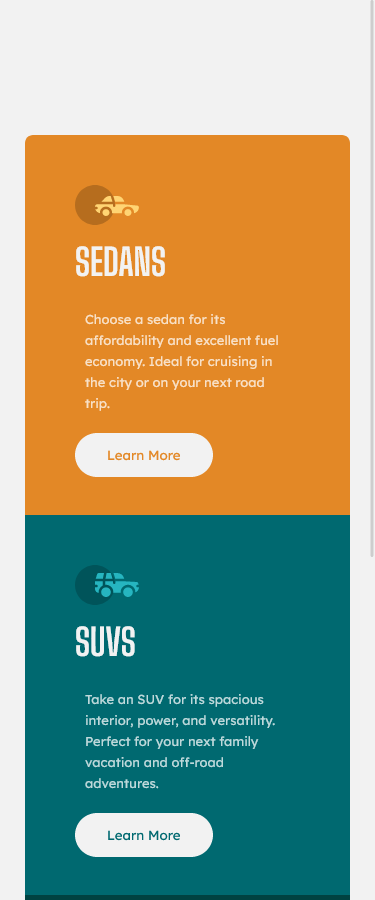 SEDANS
Choose a sedan for its
affordability and excellent fuel
economy. Ideal for cruising in
the city or on your next road
trip.
Learn More
SUVS
Take an SUV for its spacious
interior, power, and versatility.
Perfect for your next family
vacation and off-road
adventures.
Learn More